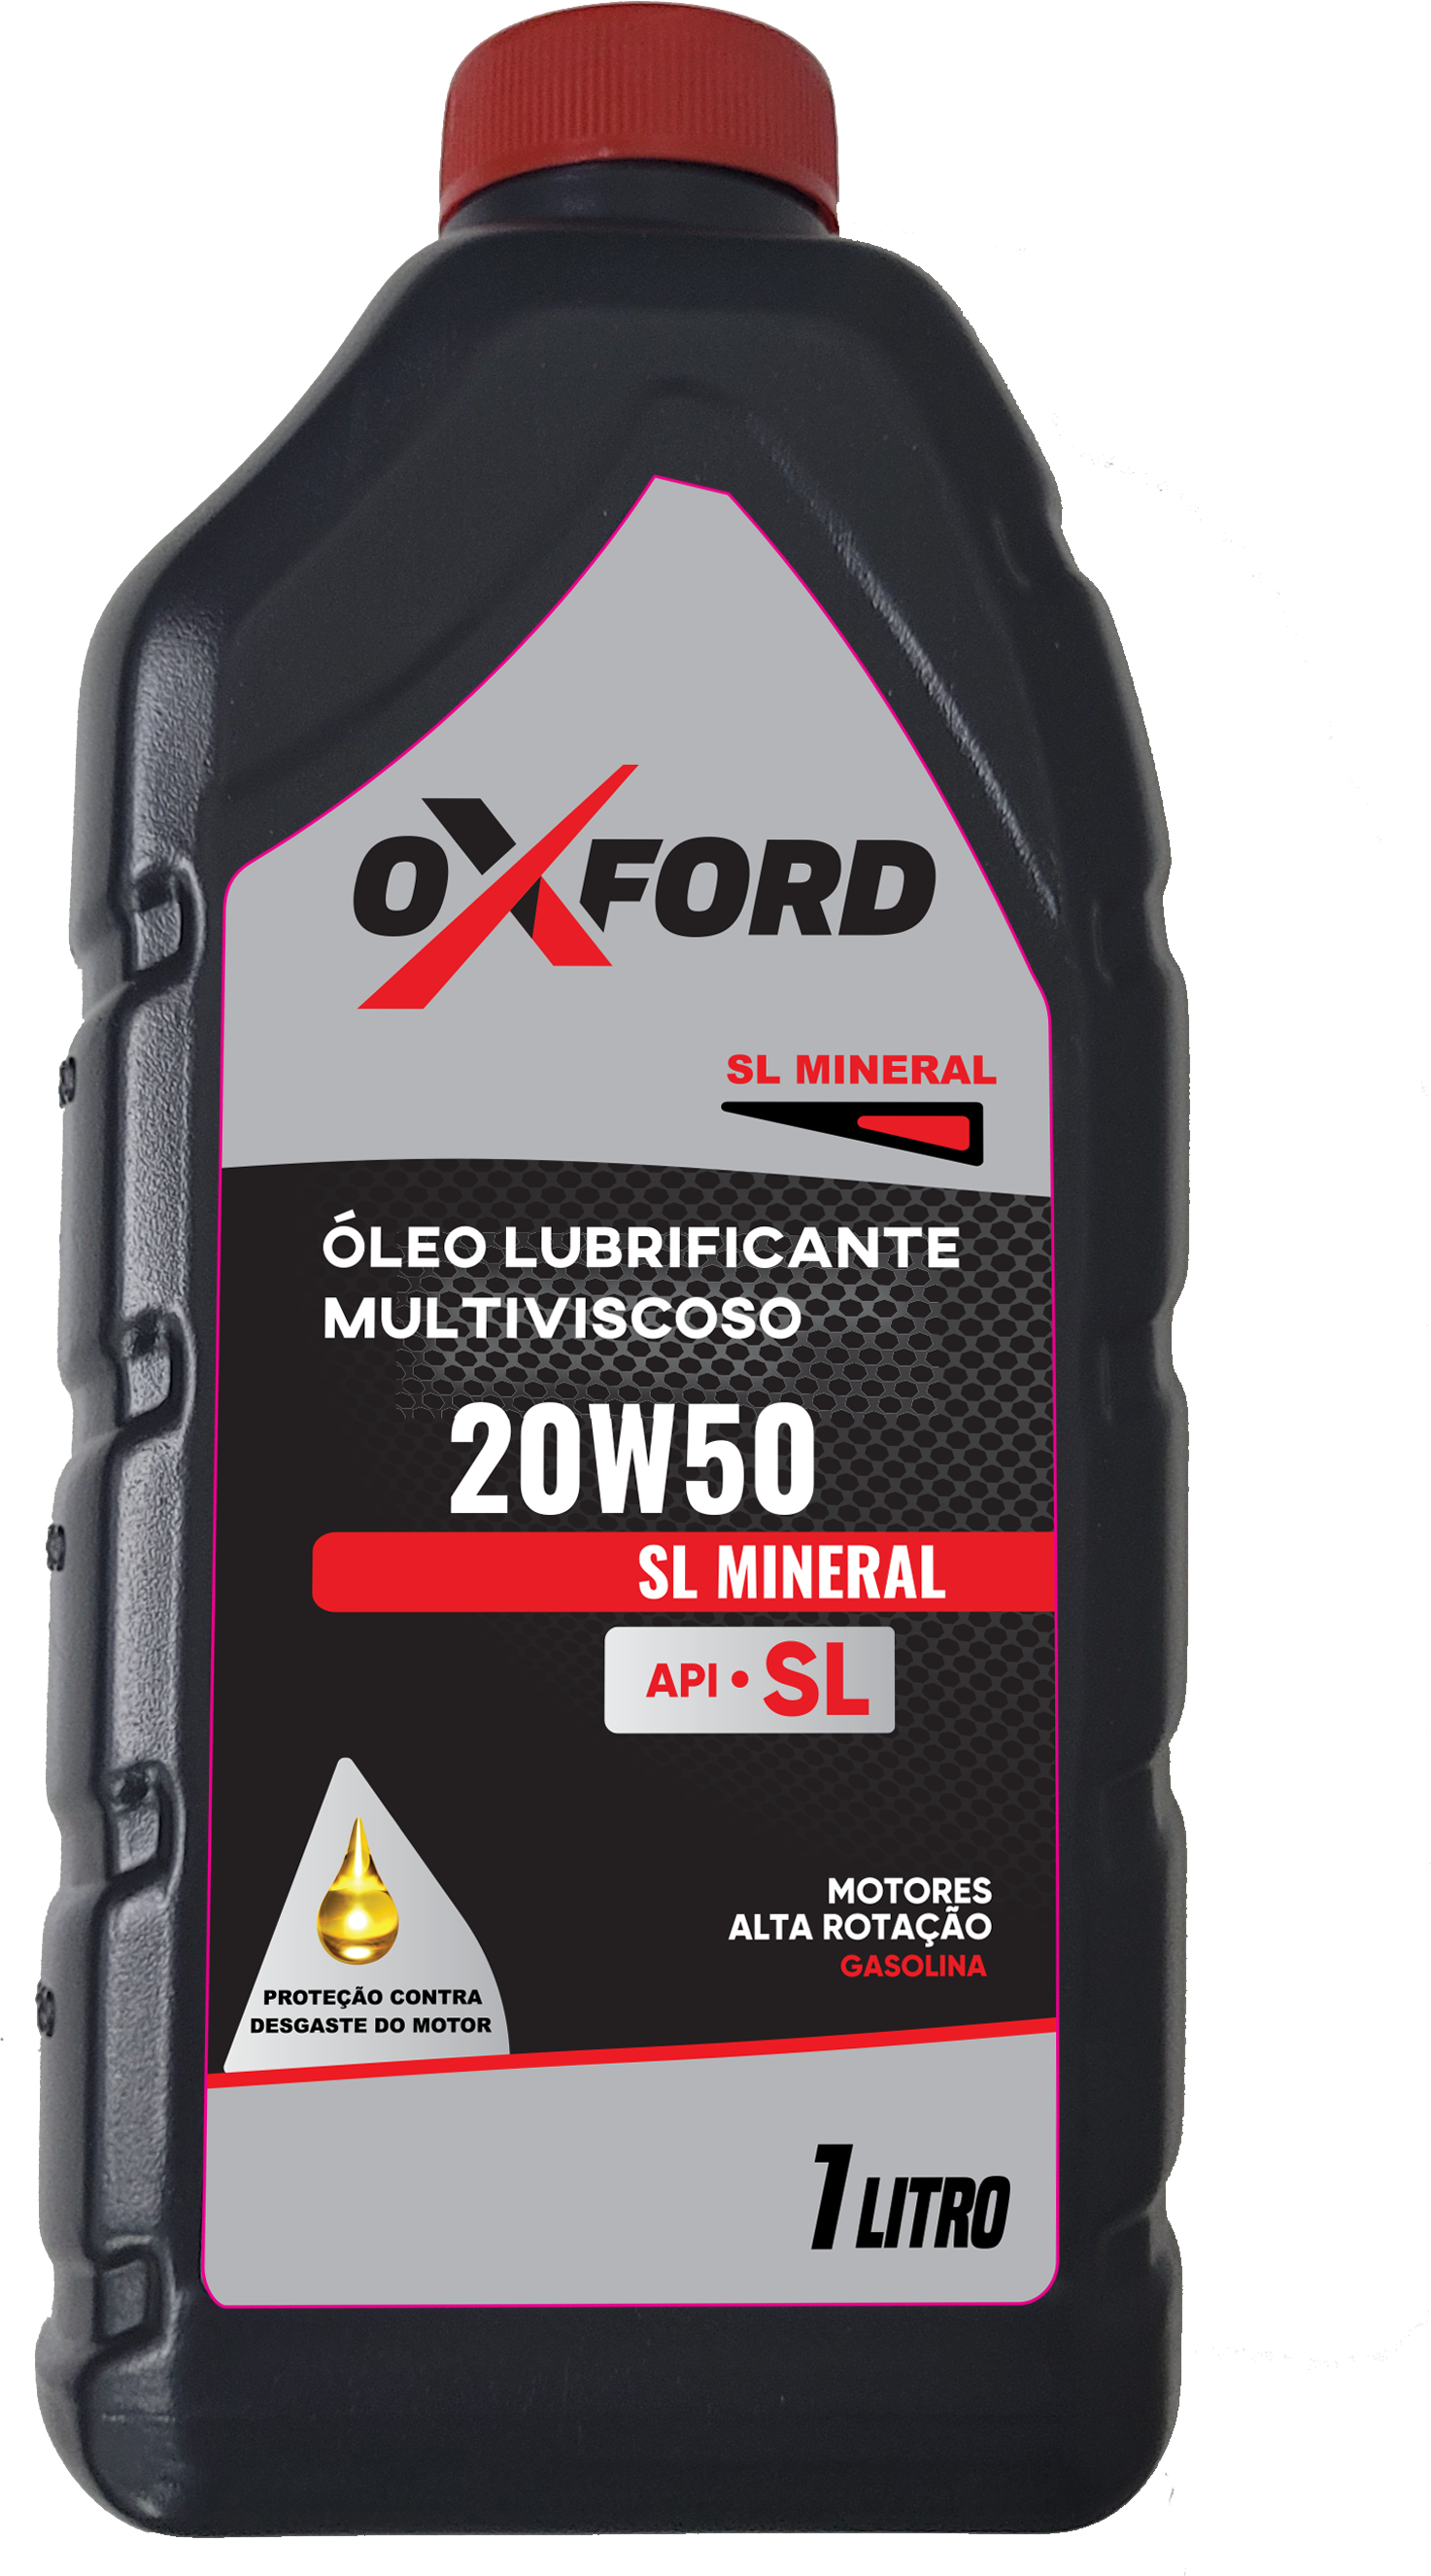 OXFORD
SL MINERAL
ÓLEO LUBRIFICANTE
MULTIVISCOSO
20W50
SL MINERAL
API • SL
MOTORES
ALTA ROTAÇÃO
GASOLINA
PROTEÇÃO CONTRA
DESGASTE DO MOTOR
1 LITRO